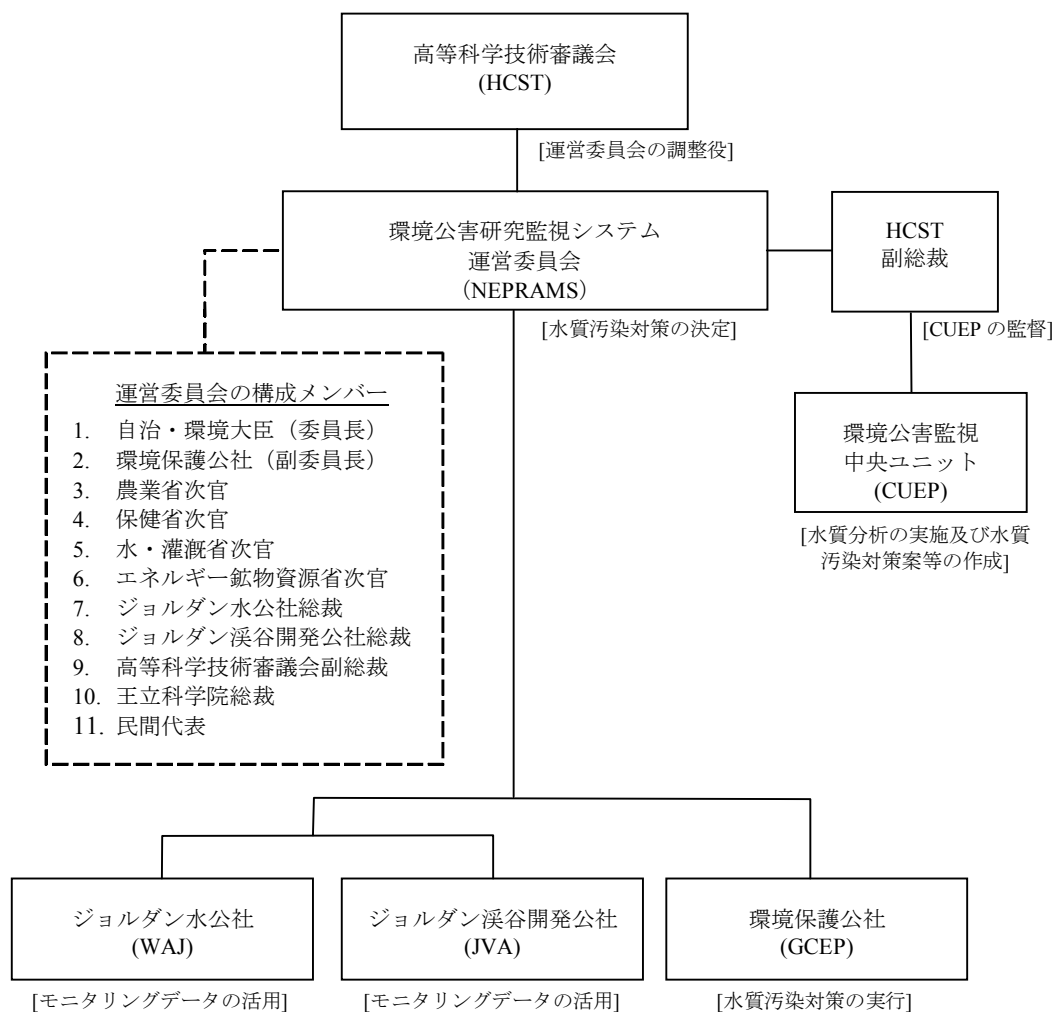 高等科学技術審議会
(HCST)
[運営委員会の調整役]
環境公害研究監視システム
運営委員会
（NEPRAMS）
[水質汚染対策の決定]
HCST
副総裁
[CUEP の監督]
環境公害監視
中央ユニット
(CUEP)
[水質分析の実施及び水質
汚染対策案等の作成]
運営委員会の構成メンバー
1. 自治・環境大臣（委員長）
2. 環境保護公社（副委員長）
3. 農業省次官
4. 保健省次官
5. 水・灌漑省次官
6. エネルギー鉱物資源省次官
7. ジョルダン水公社総裁
8. ジョルダン渓谷開発公社総裁
9. 高等科学技術審議会副総裁
10. 王立科学院総裁
11. 民間代表
ジョルダン水公社
(WAJ)
[モニタリングデータの活用]
ジョルダン渓谷開発公社
(JVA)
[モニタリングデータの活用]
環境保護公社
(GCEP)
[水質汚染対策の実行]